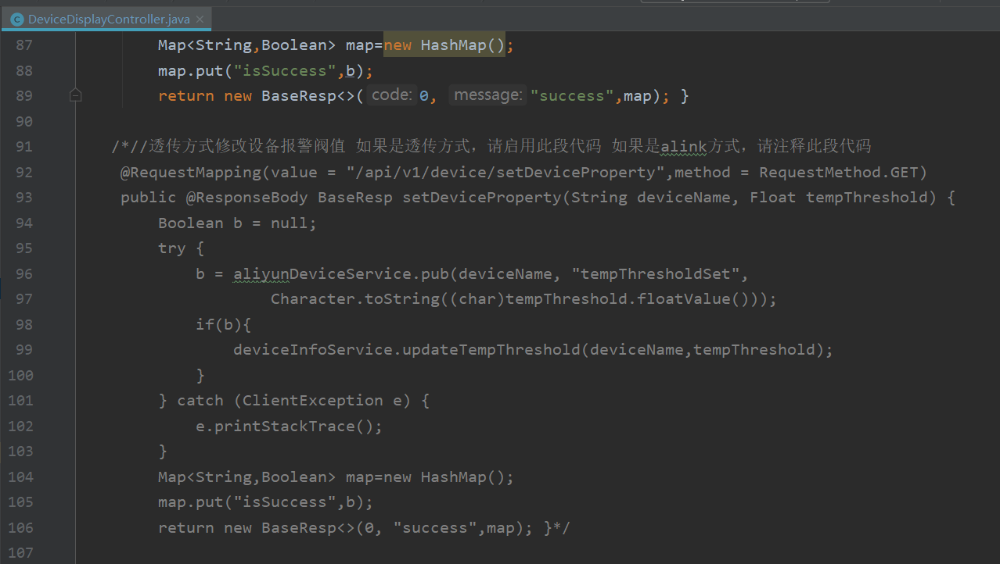 DeviceDisplayController.java
87 Map<String,Boolean> map=new HashMap();
88 map.put("isSuccess",b);
89 return new BaseResp<>( code: 0, message: "success",map); }
90
91 /*//透传方式修改设备报警阀值 如果是透传方式，请启用此段代码 如果是alink方式，请注释此段代码
92 @RequestMapping(value = "/api/v1/device/setDeviceProperty",method = RequestMethod.GET)
93 public @ResponseBody BaseResp setDeviceProperty(String deviceName, Float tempThreshold) {
94 Boolean b = null;
95 try {
96 b = aliyunDeviceService.pub(deviceName, "tempThresholdSet",
97 Character.toString((char)tempThreshold.floatValue()));
98 if(b){
99 deviceInfoService.updateTempThreshold(deviceName,tempThreshold);
100 }
101 } catch (ClientException e) {
102 e.printStackTrace();
103 }
104 Map<String,Boolean> map=new HashMap();
105 map.put("isSuccess",b);
106 return new BaseResp<>(0, "success",map); }*/
107